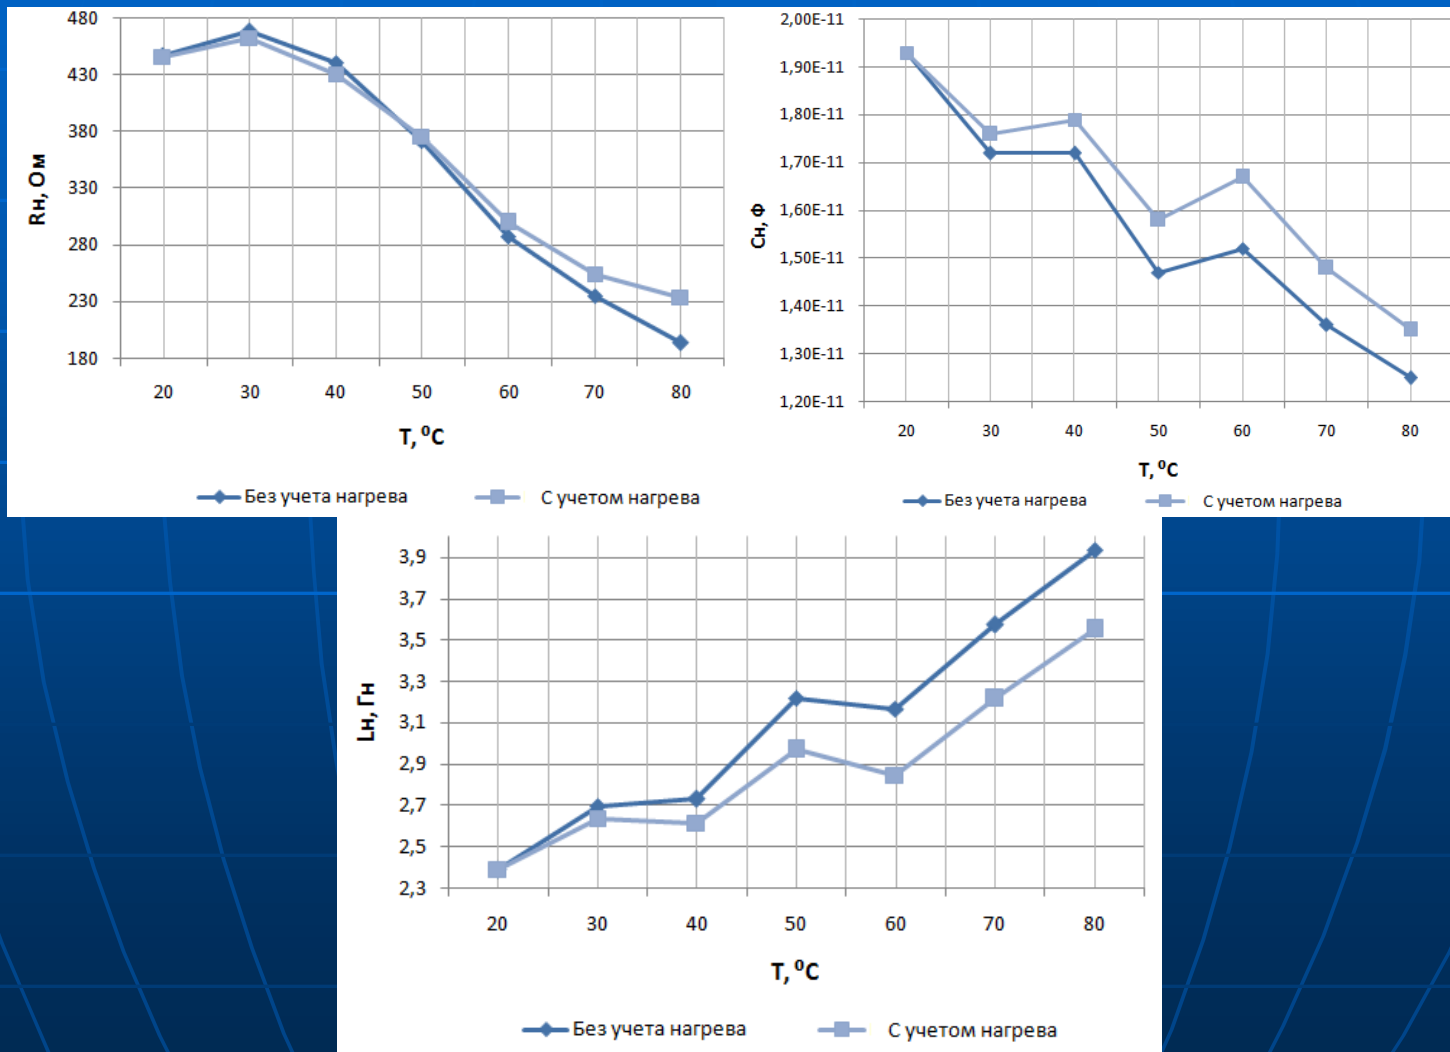 480
430
380
330
280
230
180
Rн, Ом
20 30 40 50 60 70 80
T, ⁰C
Без учета нагрева С учетом нагрева
2,00E-11
1,90E-11
1,80E-11
1,70E-11
1,60E-11
1,50E-11
1,40E-11
1,30E-11
1,20E-11
Сн, Ф
20 30 40 50 60 70 80
T, ⁰C
Без учета нагрева С учетом нагрева
3,9
3,7
3,5
3,3
3,1
2,9
2,7
2,5
2,3
Lн, Гн
20 30 40 50 60 70 80
T, ⁰C
Без учета нагрева С учетом нагрева